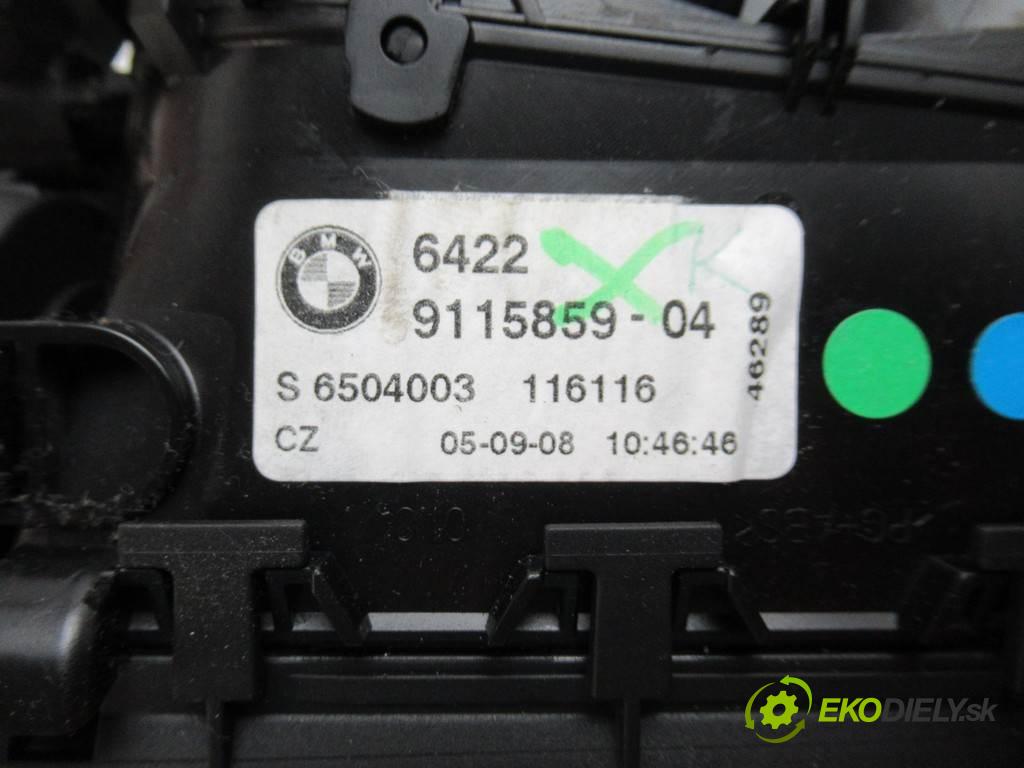 BMW
6422
K
9115859-04
46289
S 6504003 116116
CZ 05-09-08 10:46:46
EKODIELY.sk